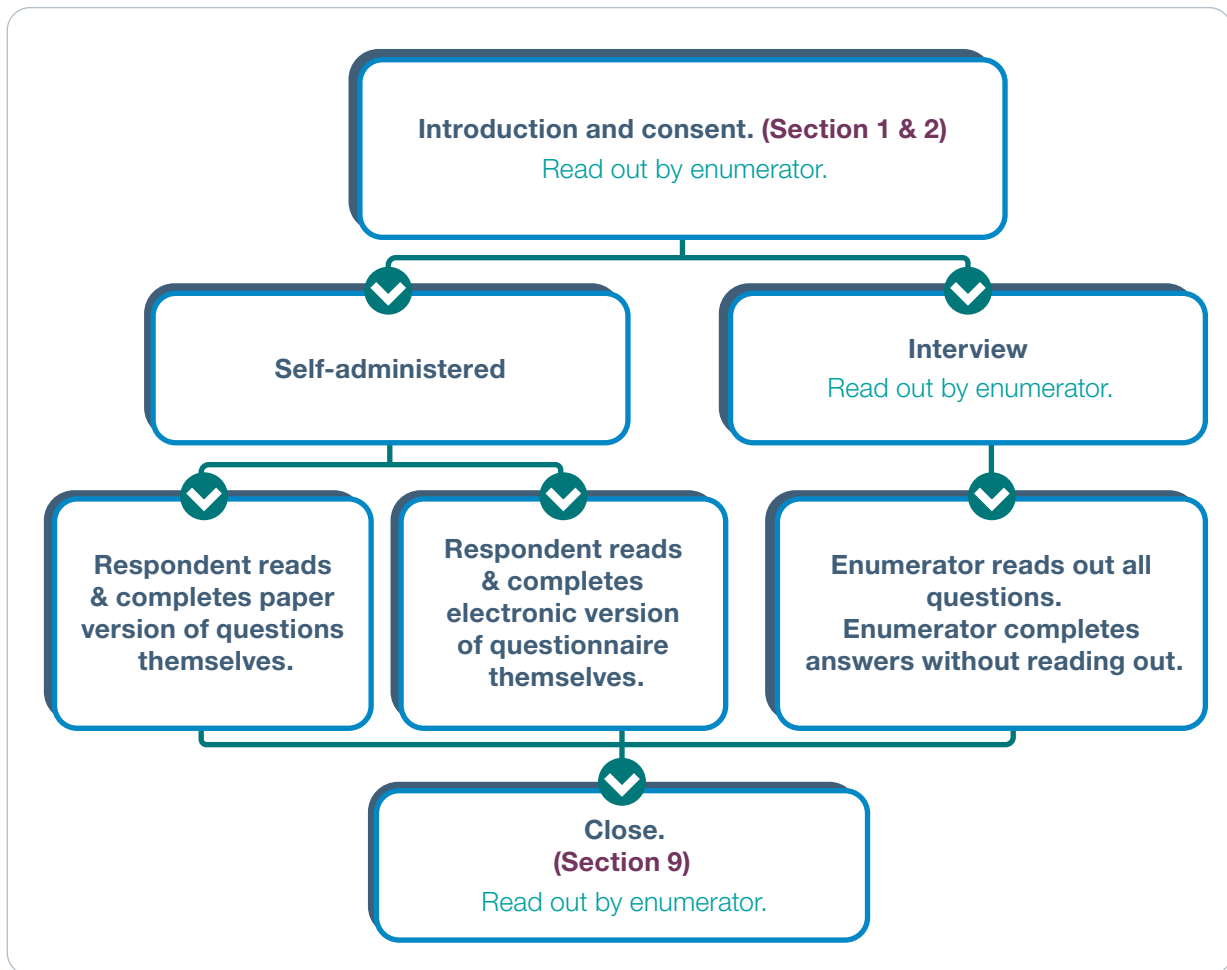 Introduction and consent. (Section 1 & 2)
Read out by enumerator.
Self-administered
Interview
Read out by enumerator.
Respondent reads
& completes paper
version of questions
themselves.
Respondent reads
& completes
electronic version
of questionnaire
themselves.
Enumerator reads out all
questions.
Enumerator completes
answers without reading out.
Close.
(Section 9)
Read out by enumerator.